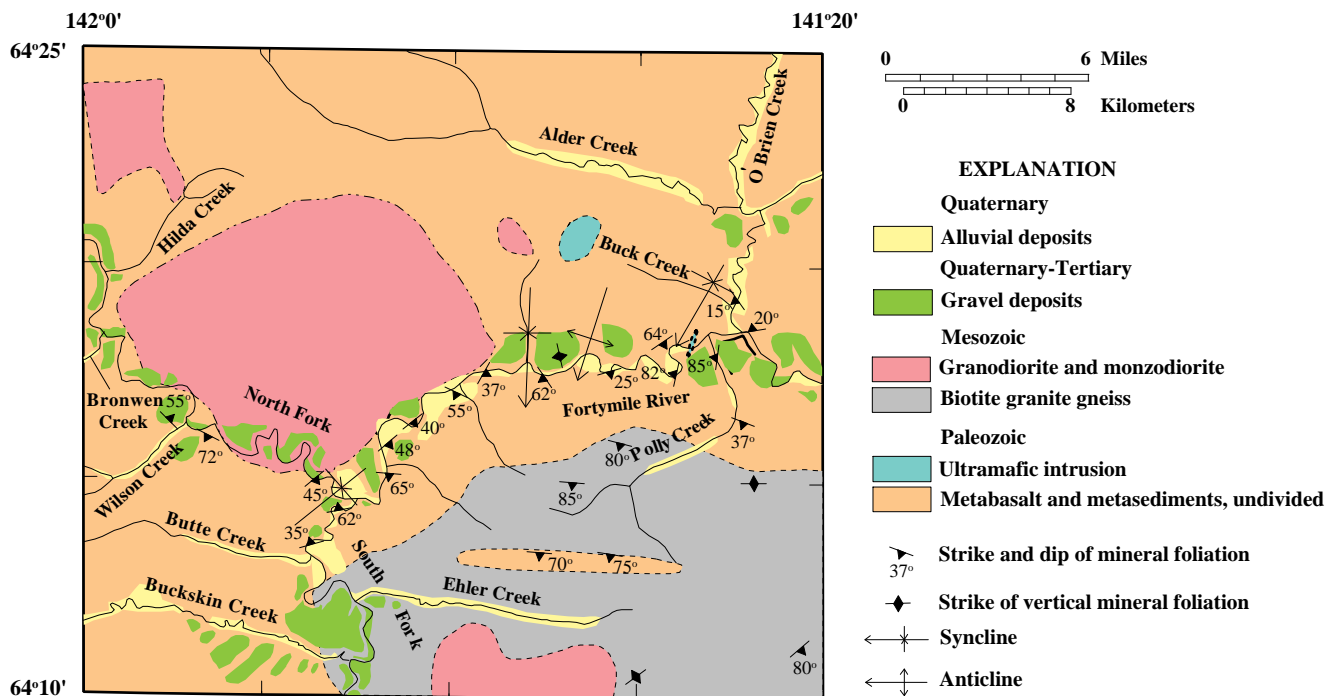 142°0'
141°20'
64°25'
64°10'
Alder Creek
O'Brien Creek
Hilda Creek
Buck Creek
15°
20°
64°
85°
82°
25°
62°
37°
Fortymile River
55°
40°
48°
65°
Bronwen
Creek
55°
72°
North Fork
Wilson Creek
45°
62°
35°
Polly Creek
37°
80°
85°
Butte Creek
South
Fork
70°
75°
Buckskin Creek
Ehler Creek
80°
0 6 Miles
0 8 Kilometers
EXPLANATION
Quaternary
Alluvial deposits
Quaternary-Tertiary
Gravel deposits
Mesozoic
Granodiorite and monzodiorite
Biotite granite gneiss
Paleozoic
Ultramafic intrusion
Metabasalt and metasediments, undivided
37°
Strike and dip of mineral foliation
Strike of vertical mineral foliation
Syncline
Anticline